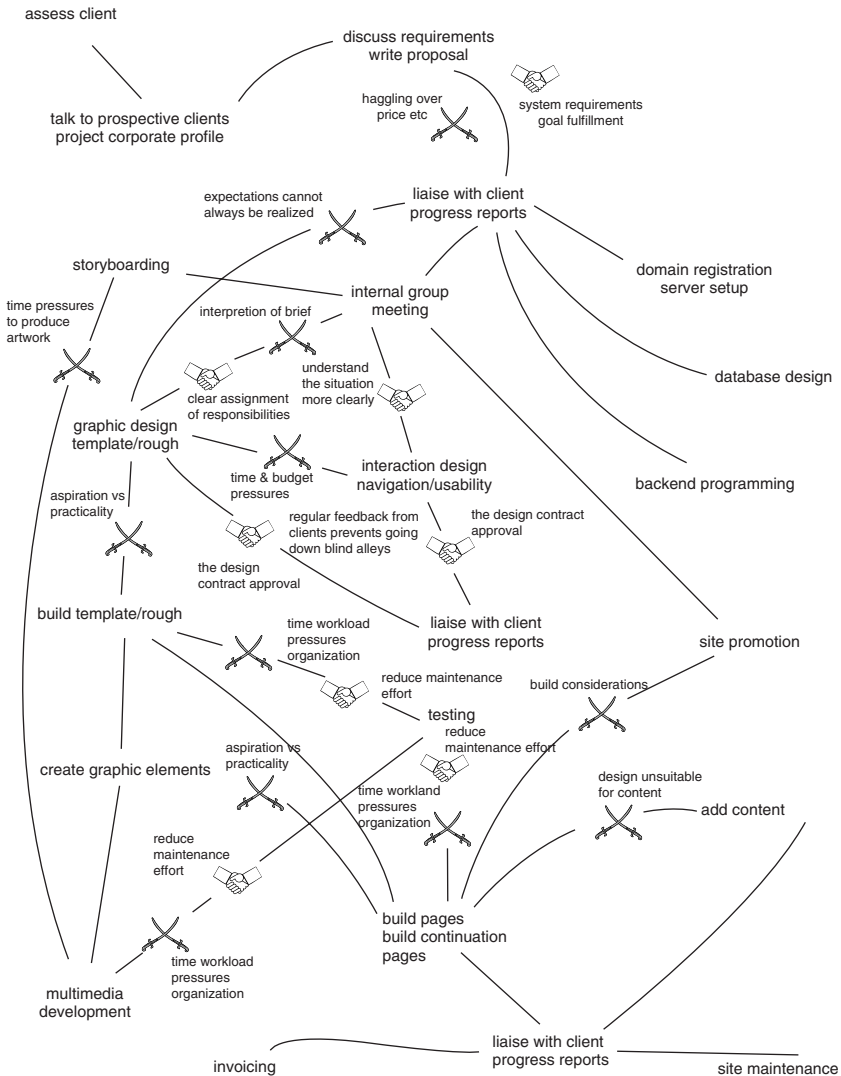 assess client
discuss requirements
write proposal
haggling over
price etc
system requirements
goal fulfillment
talk to prospective clients
project corporate profile
expectations cannot
always be realized
liaise with client
progress reports
storyboarding
domain registration
server setup
time pressures
to produce
artwork
internal group
meeting
interpretion of brief
understand
the situation
more clearly
clear assignment
of responsibilities
database design
graphic design
template/rough
time & budget
pressures
interaction design
navigation/usability
backend programming
aspiration vs
practicality
regular feedback from
clients prevents going
down blind alleys
the design contract
approval
the design
contract approval
build template/rough
time workload
pressures
organization
liaise with client
progress reports
site promotion
reduce maintenance
effort
build considerations
testing
reduce
maintenance effort
create graphic elements
aspiration vs
practicality
time workland
pressures
organization
design unsuitable
for content
add content
reduce
maintenance
effort
build pages
build continuation
pages
time workload
pressures
organization
multimedia
development
liaise with client
progress reports
invoicing
site maintenance